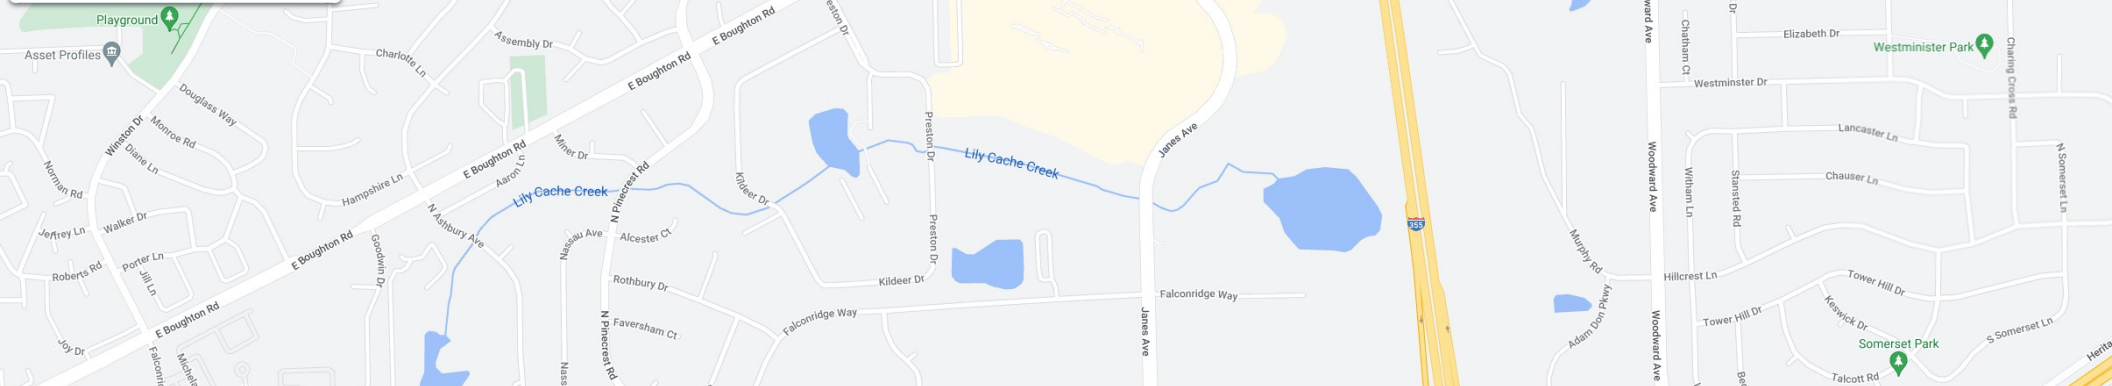 Playground
Asset Profiles
Charlotte Ln
Assembly Dr
E Boughton Rd
E Boughton Rd
Preston Dr
Elizabeth Dr
Westminister Park
Chatham Ct
Woodward Ave
Charing Cross Rd
Westminster Dr
Douglass Way
Winston Dr
Monroe Rd
Diane Ln
Norman Rd
Jeffrey Ln
Walker Dr
Roberts Rd
Porter Ln
Jill Ln
Joy Dr
E Boughton Rd
E Boughton Rd
E Boughton Rd
Hampshire Ln
Aaron Ln
Miner Dr
N Ashbury Ave
Goodwin Dr
Lily Cache Creek
N Pinecrest Rd
Nassau Ave
Alcester Ct
Rothbury Dr
N Pinecrest Rd
Faversham Ct
Falconridge Way
Kildeer Dr
Kildeer Dr
Preston Dr
Preston Dr
Lily Cache Creek
Janes Ave
Falconridge Way
Janes Ave
355
Murphy Rd
Adam Don Pkwy
Woodward Ave
Woodward Ave
Lancaster Ln
Chauser Ln
Witham Ln
Stansted Rd
N Somerset Ln
Hillcrest Ln
Tower Hill Dr
Tower Hill Dr
Keswick Dr
S Somerset Ln
Somerset Park
Talcott Rd